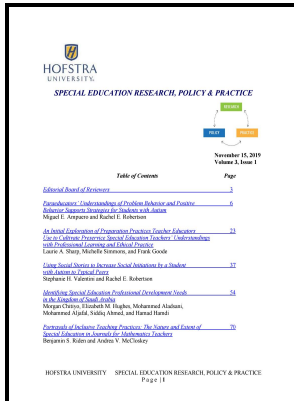 HOFSTRA
UNIVERSITY.
SPECIAL EDUCATION RESEARCH, POLICY & PRACTICE
RESEARCH
POLICY
PRACTICE
November 15, 2019
Volume 3, Issue 1
Table of Contents Page
Editorial Board of Reviewers 3
Paraeducators' Understandings of Problem Behavior and Positive 6
Behavior Supports Strategies for Students with Autism
Miguel E. Ampuero and Rachel E. Robertson
An Initial Exploration of Preparation Practices Teacher Educators 23
Use to Cultivate Preservice Special Education Teachers' Understandings
with Professional Learning and Ethical Practice
Laurie A. Sharp, Michelle Simmons, and Frank Goode
Using Social Stories to Increase Social Initiations by a Student 37
with Autism to Typical Peers
Stephanie H. Valentini and Rachel E. Robertson
Identifying Special Education Professional Development Needs 54
in the Kingdom of Saudi Arabia
Morgan Chitiyo, Elizabeth M. Hughes, Mohammed Aladsani,
Mohammed Aljafal, Siddiq Ahmed, and Hamad Hamdi
Portrayals of Inclusive Teaching Practices: The Nature and Extent of 70
Special Education in Journals for Mathematics Teachers
Benjamin S. Riden and Andrea V. McCloskey
HOFSTRA UNIVERSITY SPECIAL EDUCATION RESEARCH, POLICY & PRACTICE
Page | 1